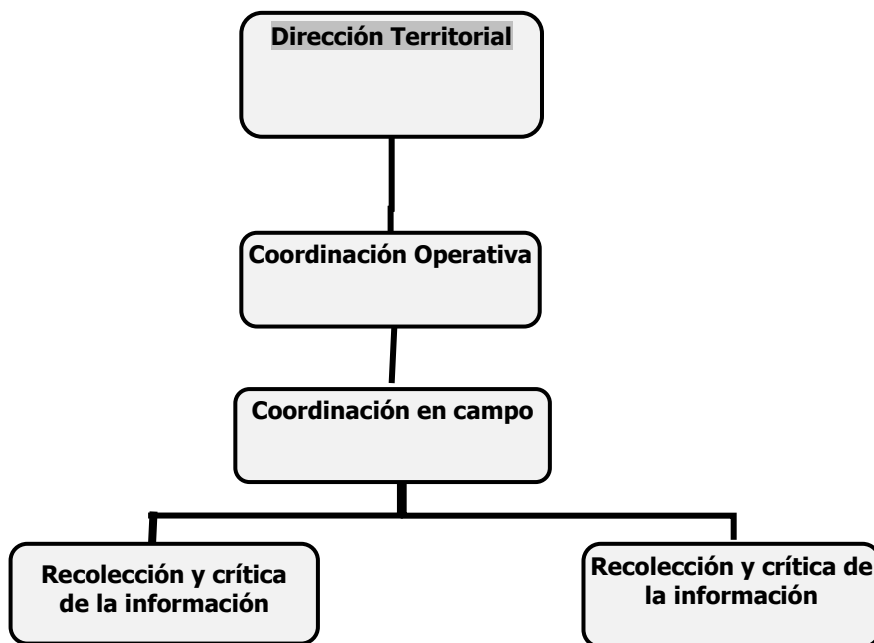 Dirección Territorial
Coordinación Operativa
Coordinación en campo
Recolección y crítica
de la información
Recolección y crítica de
la información